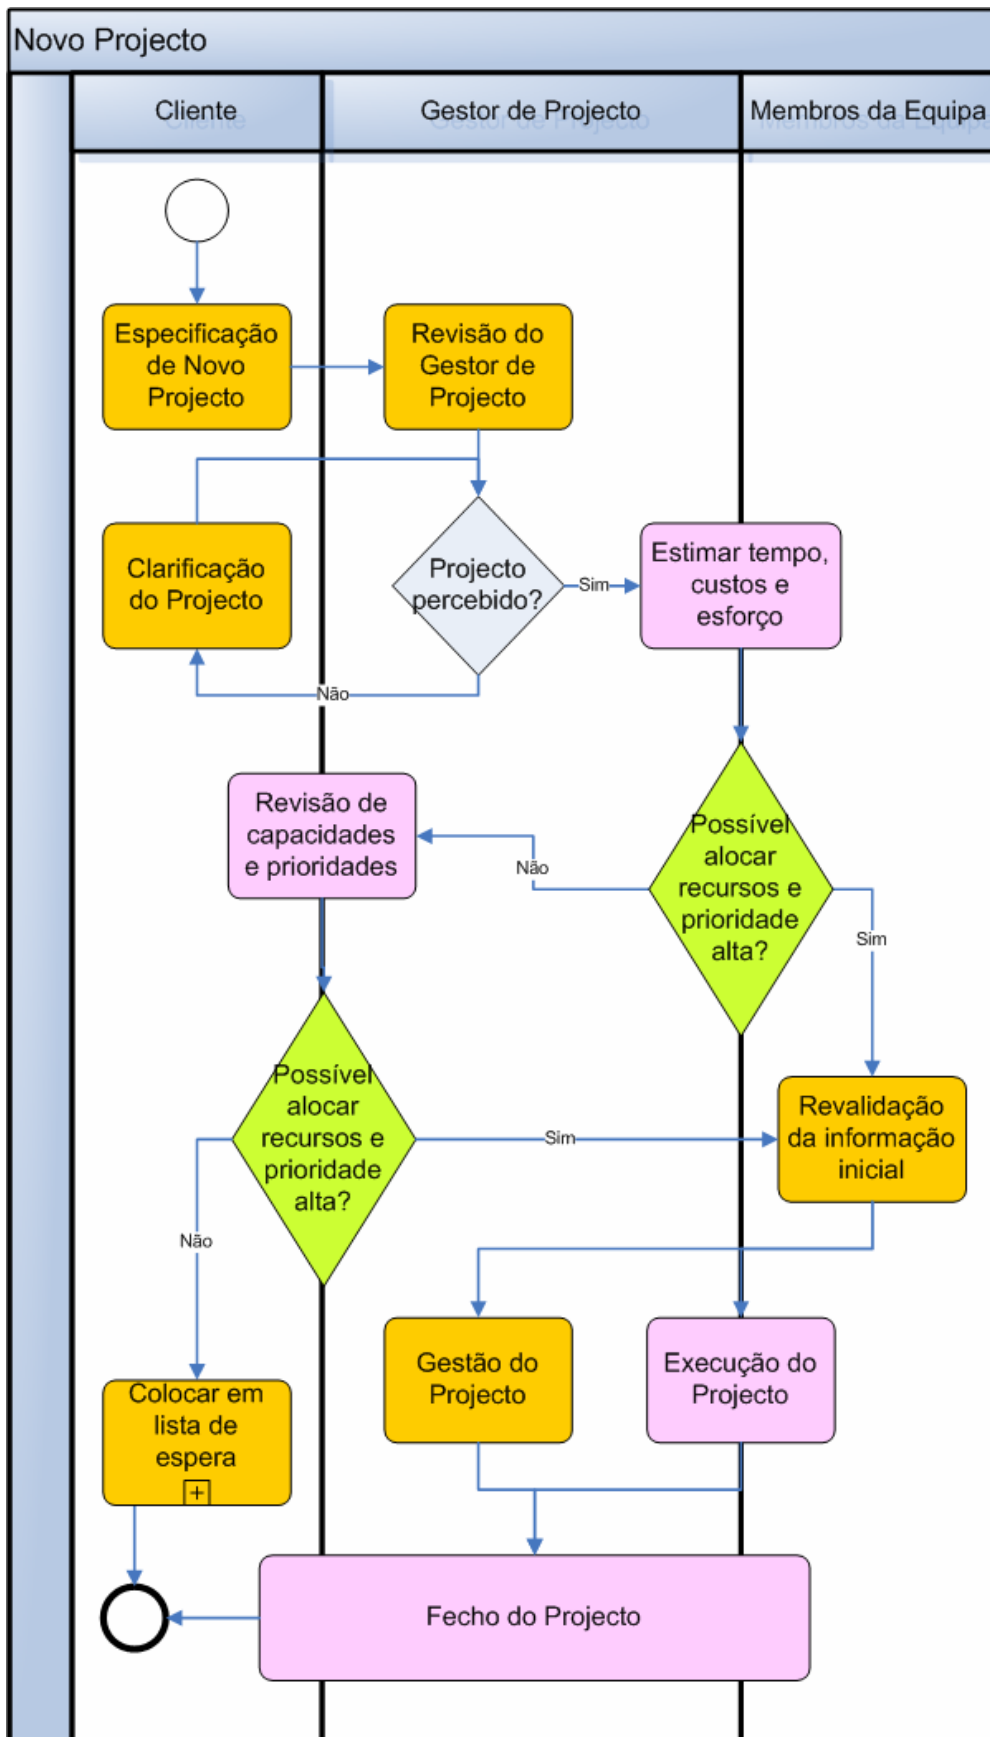 Novo Projecto
Cliente
Gestor de Projecto
Membros da Equipa
Especificação
de Novo
Projecto
Revisão do
Gestor de
Projecto
Clarificação
do Projecto
Projecto
percebido?
Sim
Estimar tempo,
custos e
esforço
Não
Revisão de
capacidades
e prioridades
Não
Possível
alocar
recursos e
prioridade
alta?
Sim
Possível
alocar
recursos e
prioridade
alta?
Sim
Revalidação
da informação
inicial
Não
Gestão do
Projecto
Execução do
Projecto
Colocar em
lista de
espera
+
Fecho do Projecto